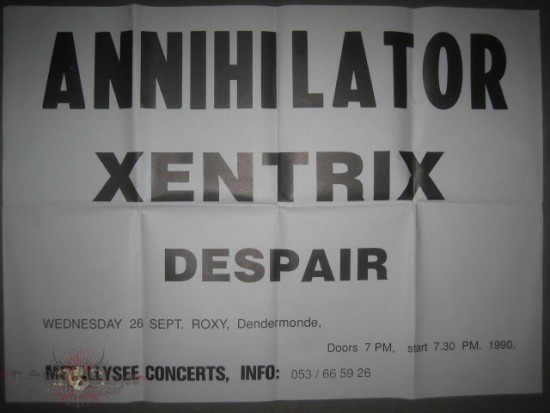 ANNIHILATOR
XENTRIX
DESPAIR
WEDNESDAY 26 SEPT. ROXY, Dendermonde,
Doors 7 PM, start 7.30 PM. 1990.
METALLYSEE CONCERTS, INFO: 053 / 66 59 26